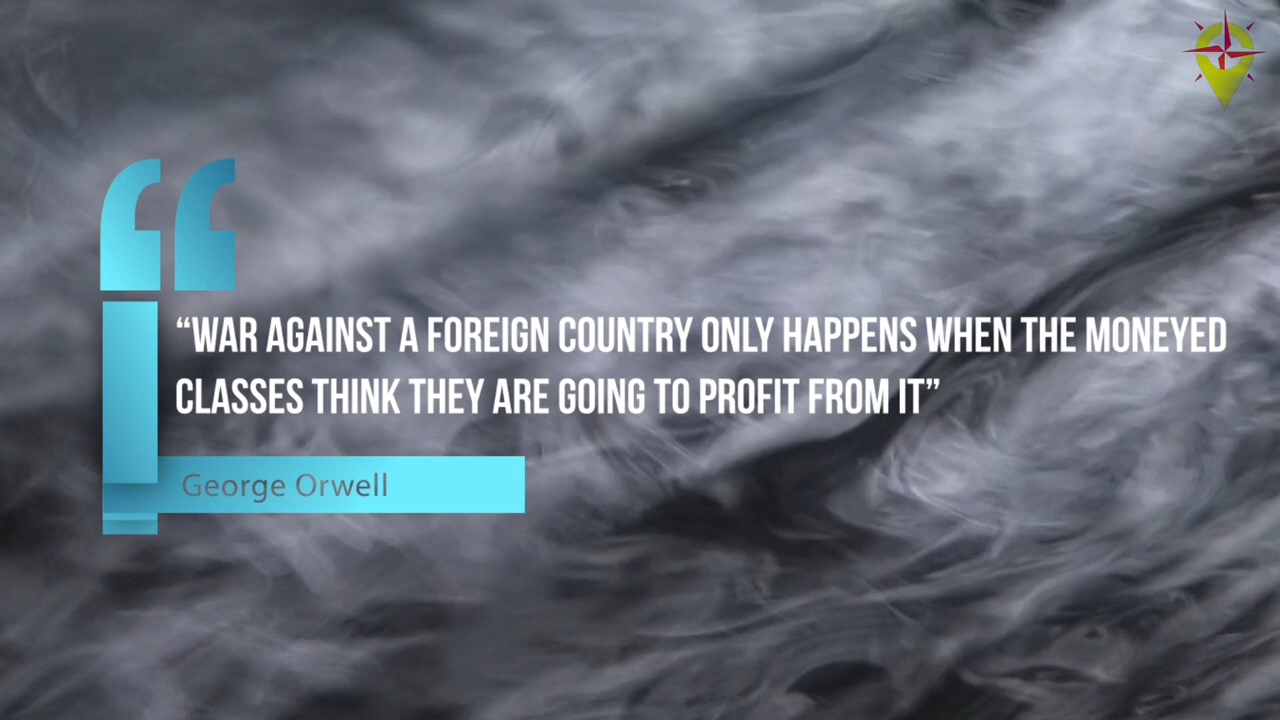 “WAR AGAINST A FOREIGN COUNTRY ONLY HAPPENS WHEN THE MONEYED
CLASSES THINK THEY ARE GOING TO PROFIT FROM IT”
George Orwell